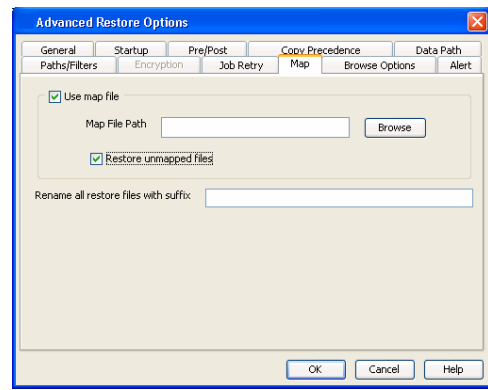 Advanced Restore Options
General Startup Pre/Post Copy Precedence Data Path
Paths/Filters Encryption Job Retry Map Browse Options Alert
Use map file
Map File Path Browse
Restore unmapped files
Rename all restore files with suffix
OK Cancel Help